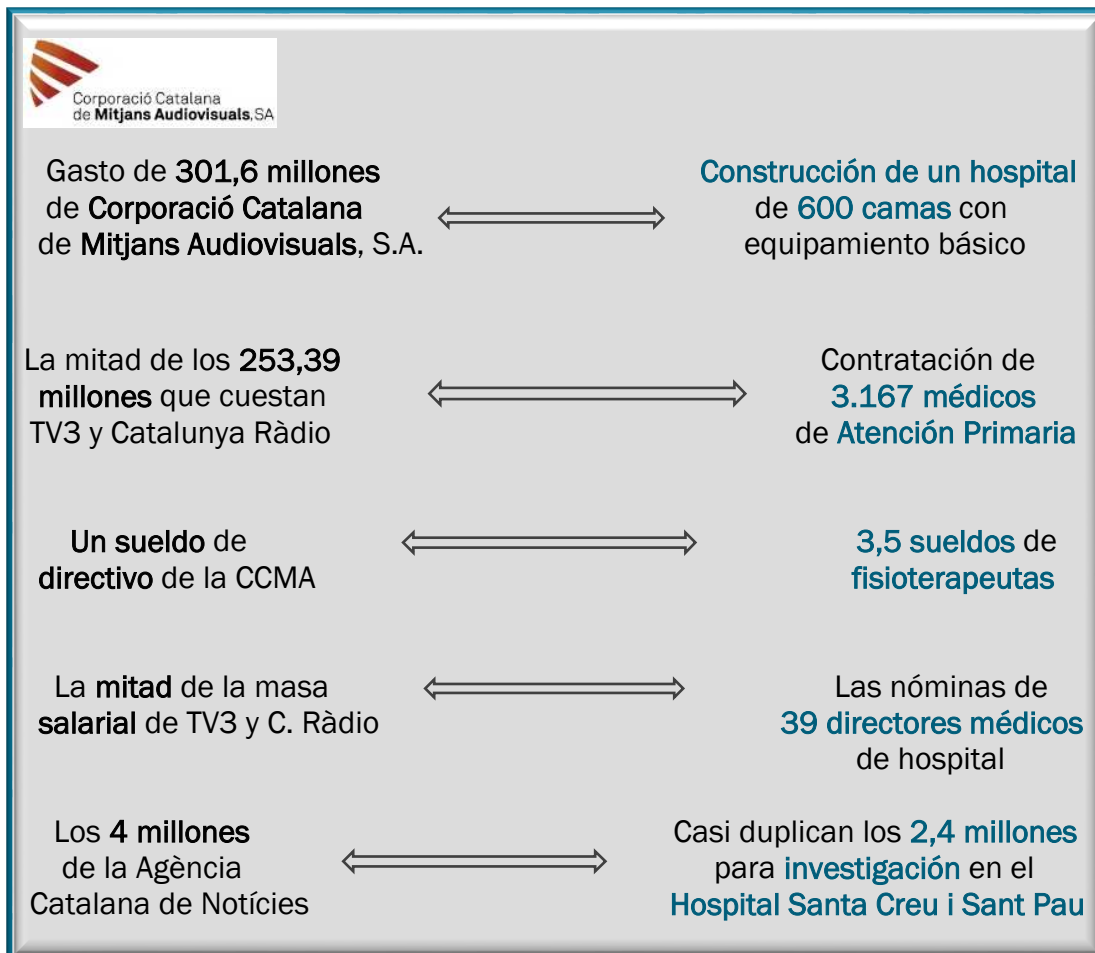 Corporació Catalana
de Mitjans Audiovisuals, SA
Gasto de 301,6 millones
de Corporació Catalana
de Mitjans Audiovisuals, S.A.
Construcción de un hospital
de 600 camas con
equipamiento básico
La mitad de los 253,39
millones que cuestan
TV3 y Catalunya Ràdio
Contratación de
3.167 médicos
de Atención Primaria
Un sueldo de
directivo de la CCMA
3,5 sueldos de
fisioterapeutas
La mitad de la masa
salarial de TV3 y C. Ràdio
Las nóminas de
39 directores médicos
de hospital
Los 4 millones
de la Agència
Catalana de Notícies
Casi duplican los 2,4 millones
para investigación en el
Hospital Santa Creu i Sant Pau